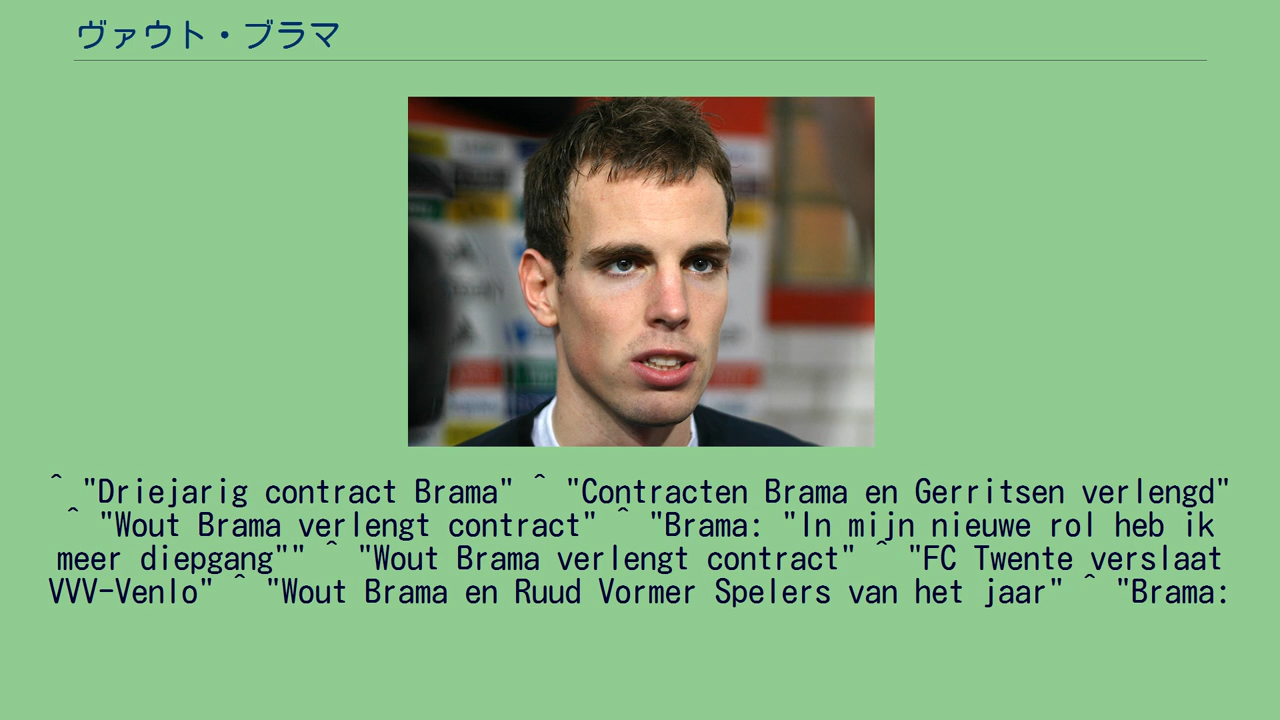 ヴァウト・ブラマ
^ "Driejarig contract Brama" ^ "Contracten Brama en Gerritsen verlengd"
^ "Wout Brama verlengt contract" ^ "Brama: "In mijn nieuwe rol heb ik
meer diepgang"" ^ "Wout Brama verlengt contract" ^ "FC Twente verslaat
VVV-Venlo" ^ "Wout Brama en Ruud Vormer Spelers van het jaar" ^ "Brama: